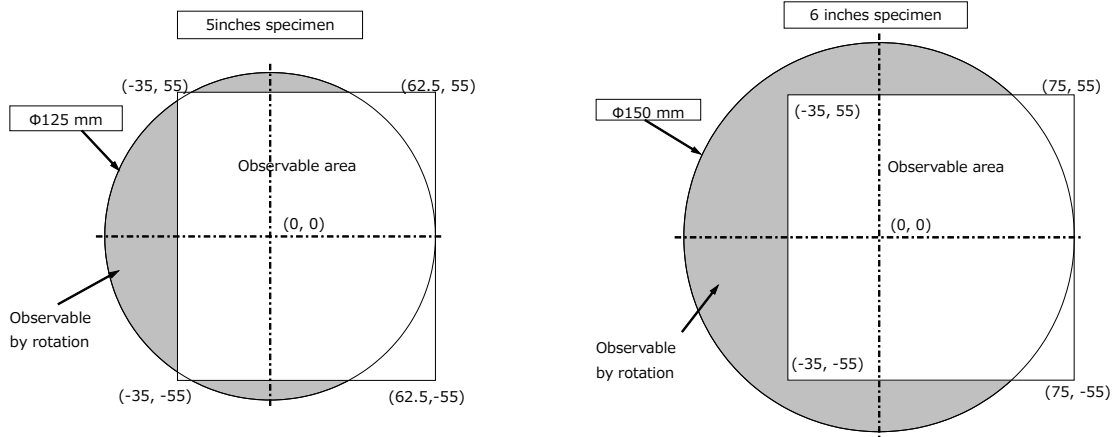 5inches specimen
(-35, 55)
(62.5, 55)
Φ125 mm
Observable area
(0, 0)
Observable
by rotation
(-35, -55)
(62.5,-55)
6 inches specimen
(75, 55)
(-35, 55)
Φ150 mm
Observable area
(0, 0)
Observable
by rotation
(-35, -55)
(75, -55)